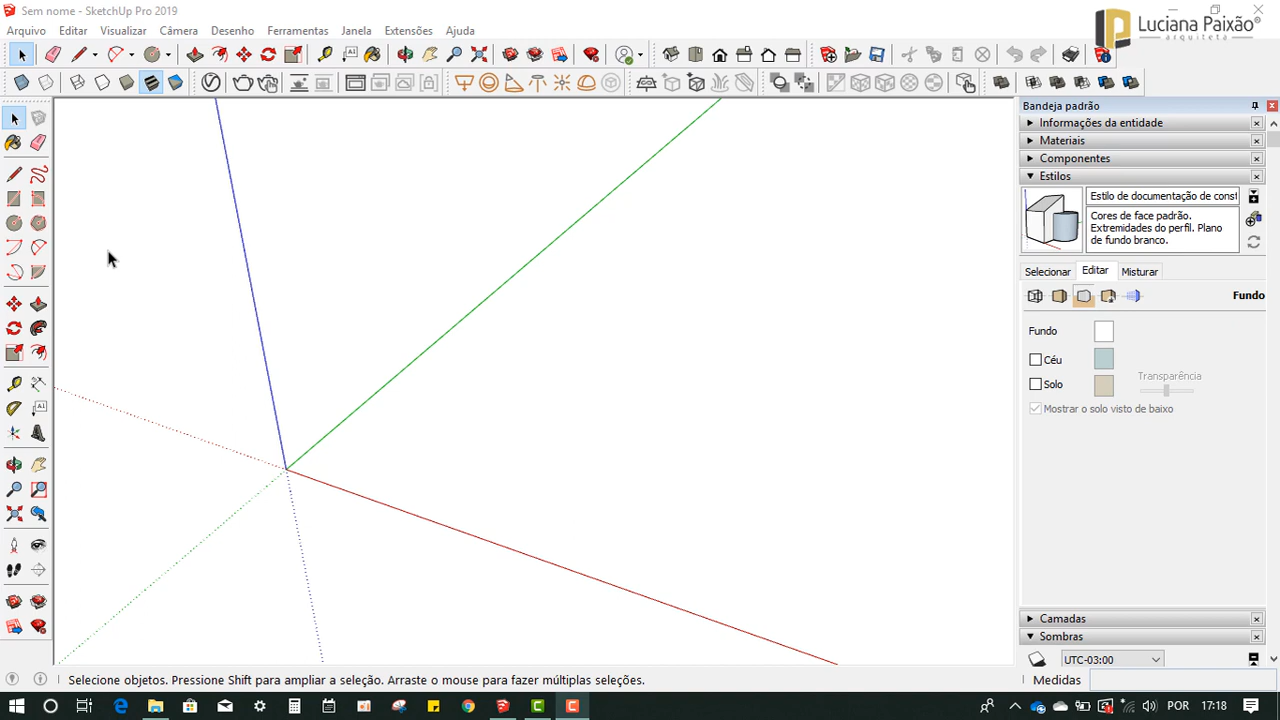 Sem nome - SketchUp Pro 2019
Luciana Paixão®
arquiteta
Arquivo Editar Visualizar Câmera Desenho Ferramentas Janela Extensões Ajuda
Bandeja padrão
Informações da entidade
Materiais
Componentes
Estilos
Estilo de documentação de const
Cores de face padrão.
Extremidades do perfil. Plano
de fundo branco.
Selecionar Editar Misturar
Fundo
Fundo
Céu
Solo
Transparência
Mostrar o solo visto de baixo
Camadas
Sombras
UTC-03:00
Selecione objetos. Pressione Shift para ampliar a seleção. Arraste o mouse para fazer múltiplas seleções.
Medidas
POR 17:18